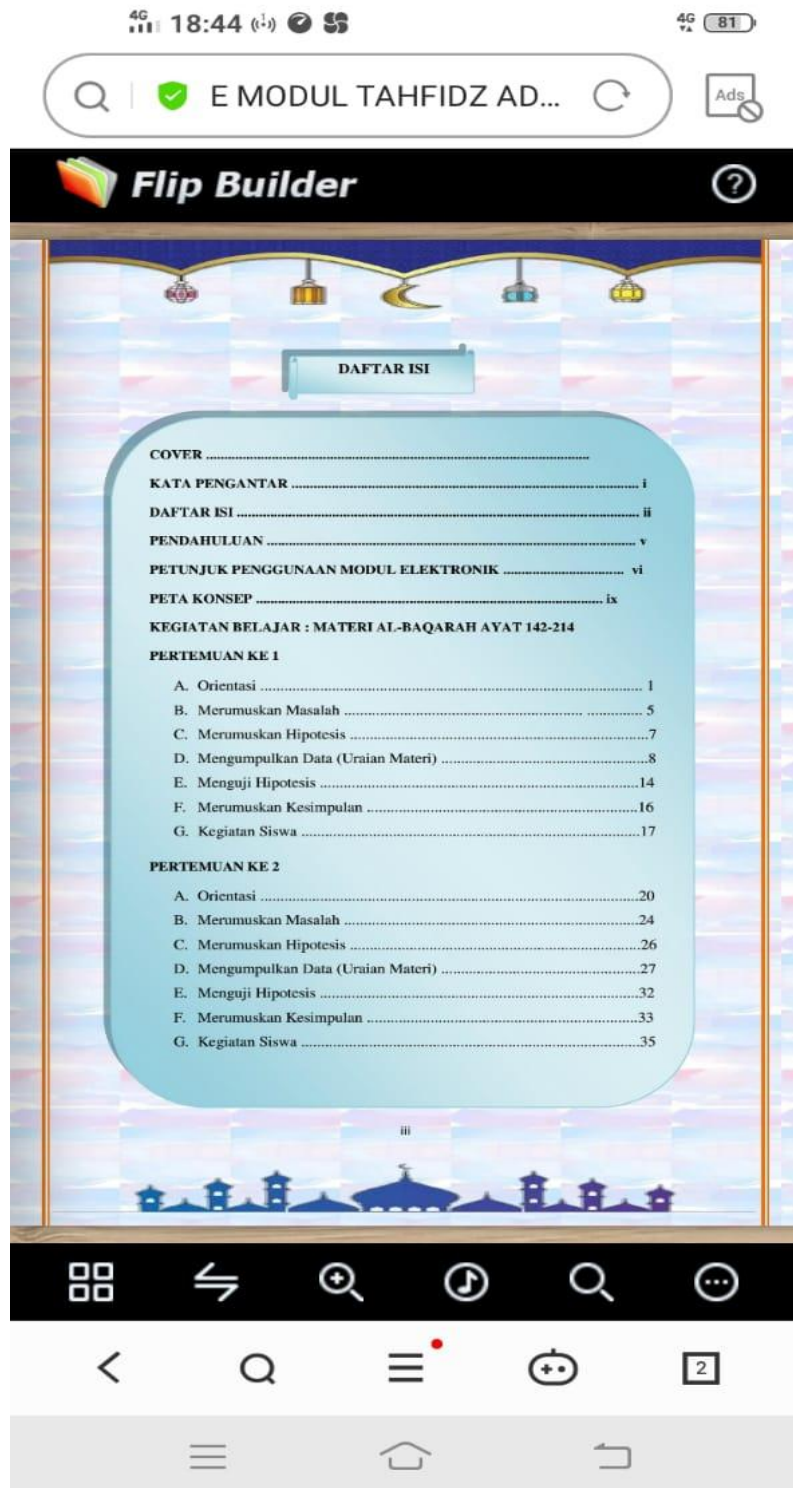 4G 18:44 4G 81
E MODUL TAHFIDZ AD... Ads
Flip Builder ?
DAFTAR ISI
COVER ........................................................................................
KATA PENGANTAR ................................................................................ i
DAFTAR ISI ............................................................................................. ii
PENDAHULUAN ..................................................................................... v
PETUNJUK PENGGUNAAN MODUL ELEKTRONIK ............................ vi
PETA KONSEP ................................................................................ ix
KEGIATAN BELAJAR : MATERI AL-BAQARAH AYAT 142-214
PERTEMUAN KE 1
A. Orientasi ............................................................................................ 1
B. Merumuskan Masalah ......................................................... .............. 5
C. Merumuskan Hipotesis ........................................................................7
D. Mengumpulkan Data (Uraian Materi) .................................................8
E. Menguji Hipotesis .............................................................................14
F. Merumuskan Kesimpulan ..................................................................16
G. Kegiatan Siswa ..................................................................................17
PERTEMUAN KE 2
A. Orientasi ............................................................................................20
B. Merumuskan Masalah ........................................................................24
C. Merumuskan Hipotesis ......................................................................26
D. Mengumpulkan Data (Uraian Materi) ................................................27
E. Menguji Hipotesis .............................................................................32
F. Merumuskan Kesimpulan ..................................................................33
G. Kegiatan Siswa ..................................................................................35
iii
2